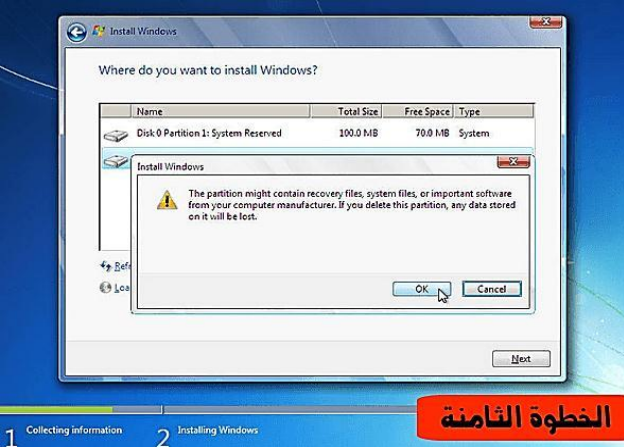 Install Windows
Where do you want to install Windows?
Name Total Size Free Space Type
Disk 0 Partition 1: System Reserved 100.0 MB 70.0 MB System
Install Windows
The partition might contain recovery files, system files, or important software
from your computer manufacturer. If you delete this partition, any data stored
on it will be lost.
OK Cancel
Next
1 Collecting information 2 Installing Windows
الخطوة الثامنة